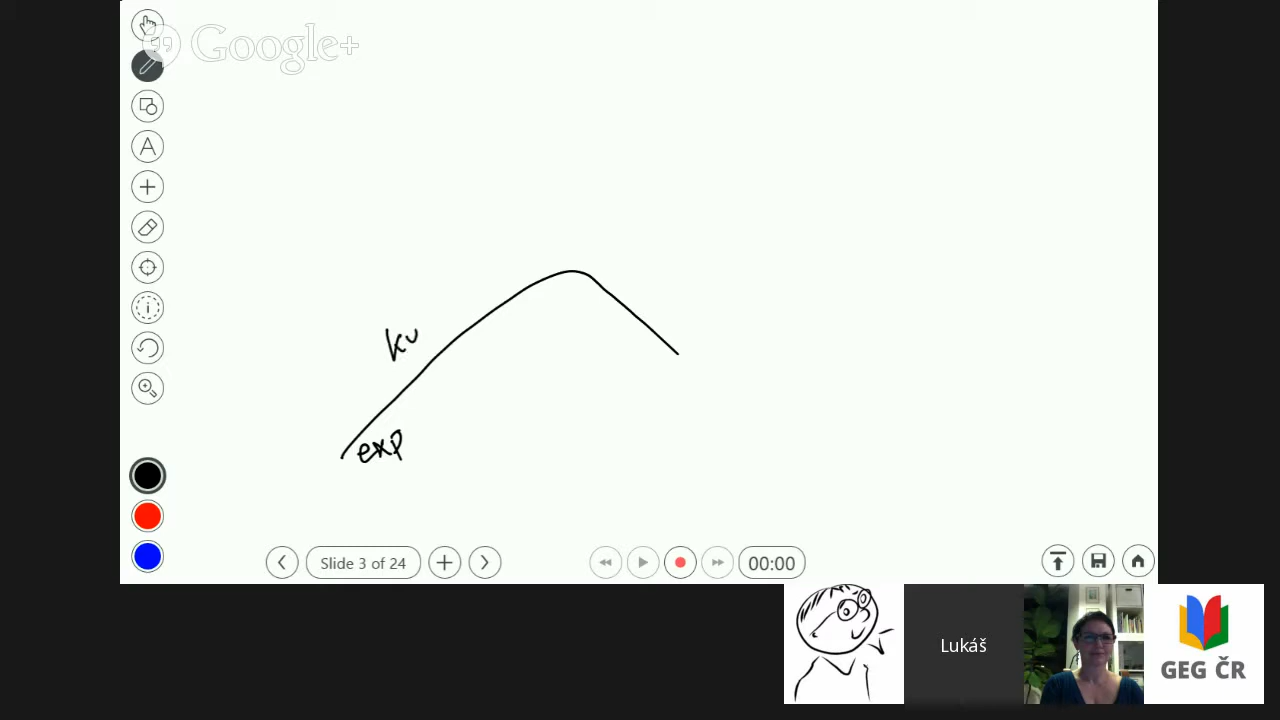 Google+
A
ku
exp
Slide 3 of 24
00:00
Lukáš
GEG ČR